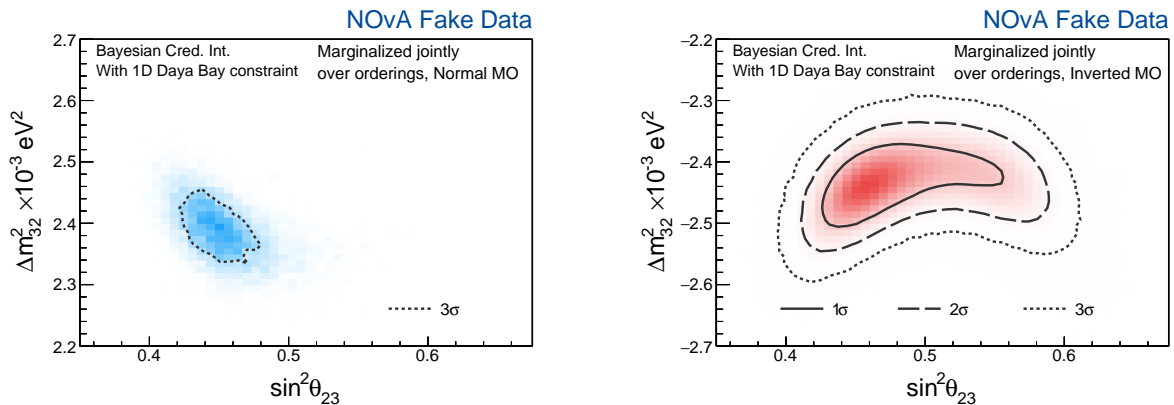 NOvA Fake Data
Bayesian Cred. Int.
With 1D Daya Bay constraint
Marginalized jointly
over orderings, Normal MO
2.7
2.6
2.5
2.4
2.3
2.2
Δm²₃₂ ×10⁻³ eV²
3σ
0.4 0.5 0.6
sin²θ₂₃
NOvA Fake Data
Bayesian Cred. Int.
With 1D Daya Bay constraint
Marginalized jointly
over orderings, Inverted MO
−2.2
−2.3
−2.4
−2.5
−2.6
−2.7
Δm²₃₂ ×10⁻³ eV²
1σ 2σ 3σ
0.4 0.5 0.6
sin²θ₂₃